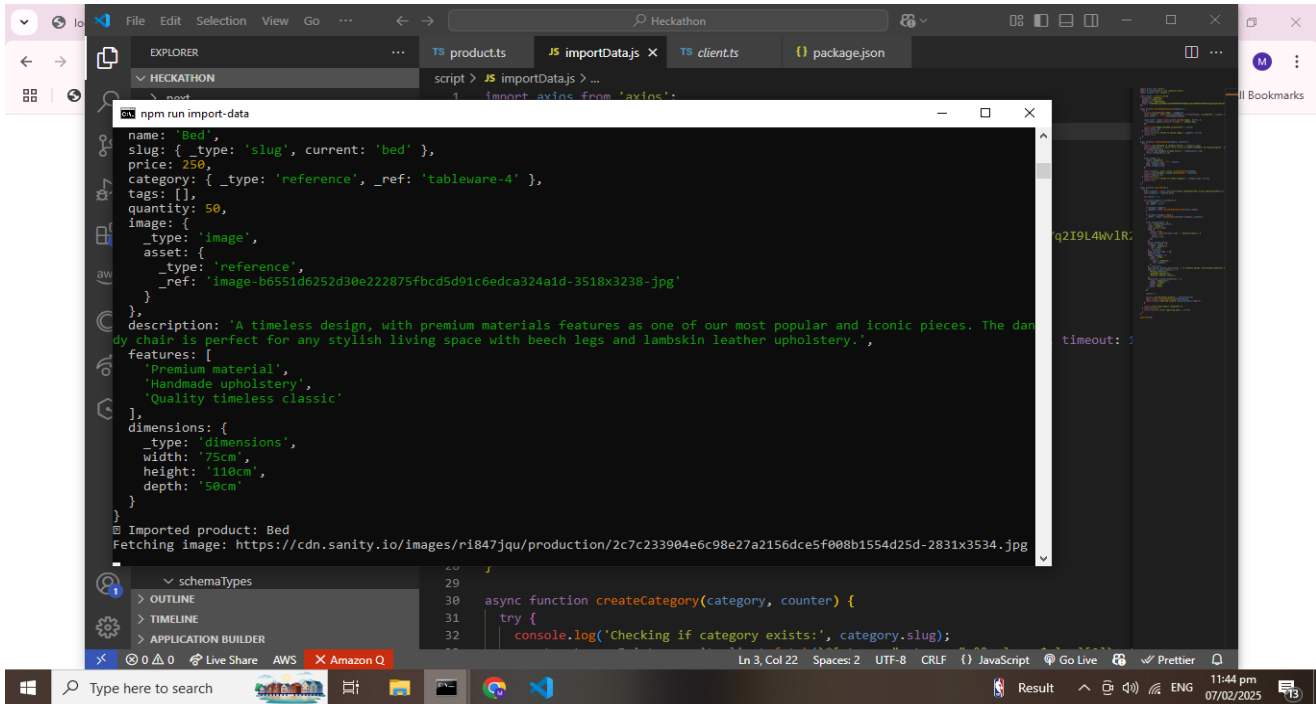 lo
File Edit Selection View Go ··· Heckathon
EXPLORER ···
TS product.ts JS importData.js TS client.ts {} package.json
HECKATHON
script > JS importData.js > ...
M
> next
1 import axios from 'axios';
ll Bookmarks
npm run import-data
name: 'Bed',
slug: { _type: 'slug', current: 'bed' },
price: 250,
category: { _type: 'reference', _ref: 'tableware-4' },
tags: [],
quantity: 50,
image: {
_type: 'image',
asset: {
_type: 'reference',
_ref: 'image-b6551d6252d30e222875fbcd5d91c6edca324a1d-3518x3238-jpg'
}
},
description: 'A timeless design, with premium materials features as one of our most popular and iconic pieces. The dan
dy chair is perfect for any stylish living space with beech legs and lambskin leather upholstery.',
features: [
'Premium material',
'Handmade upholstery',
'Quality timeless classic'
],
dimensions: {
_type: 'dimensions',
width: '75cm',
height: '110cm',
depth: '50cm'
}
}
Imported product: Bed
Fetching image: https://cdn.sanity.io/images/ri847jqu/production/2c7c233904e6c98e27a2156dce5f008b1554d25d-2831x3534.jpg
q2I9L4WvlR2
timeout: 1
aw
28 }
29
30 async function createCategory(category, counter) {
31 try {
32 console.log('Checking if category exists:', category.slug);
schemaTypes
1
> OUTLINE
> TIMELINE
> APPLICATION BUILDER
0 0 Live Share AWS Amazon Q
Ln 3, Col 22 Spaces: 2 UTF-8 CRLF {} JavaScript Go Live Prettier
Type here to search
Result ENG 11:44 pm
07/02/2025
13